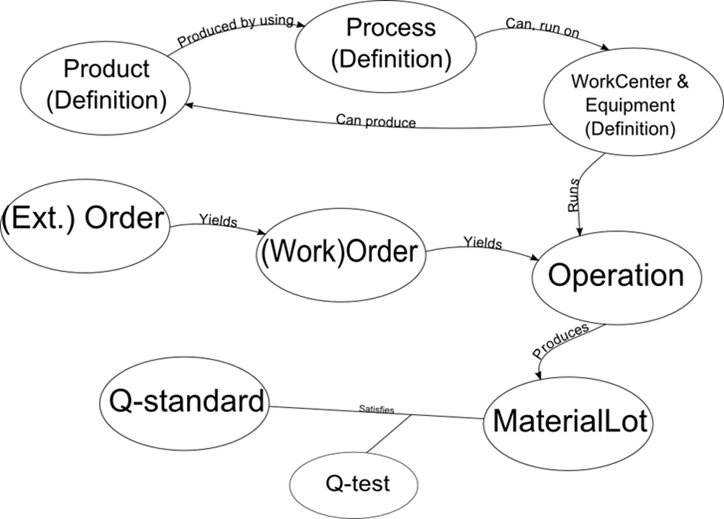 Produced by using
Process
(Definition)
Can, run on
Product
(Definition)
WorkCenter &
Equipment
(Definition)
Can produce
Runs
(Ext.) Order
Yields
(Work)Order
Yields
Operation
Produces
Q-standard
Satisfies
MaterialLot
Q-test